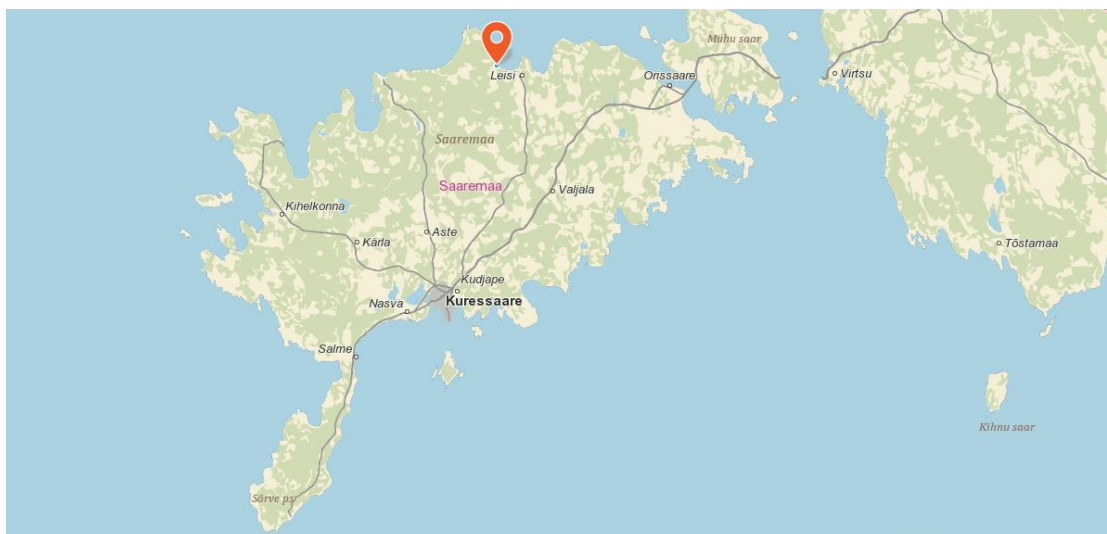 Muhu saar
Leisi
Orissaare
Virtsu
Saaremaa
Saaremaa
Valjala
Kihelkonna
Aste
Kärla
Tõstamaa
Kudjape
Kuressaare
Nasva
Salme
Kihnu saar
Sõrve ps